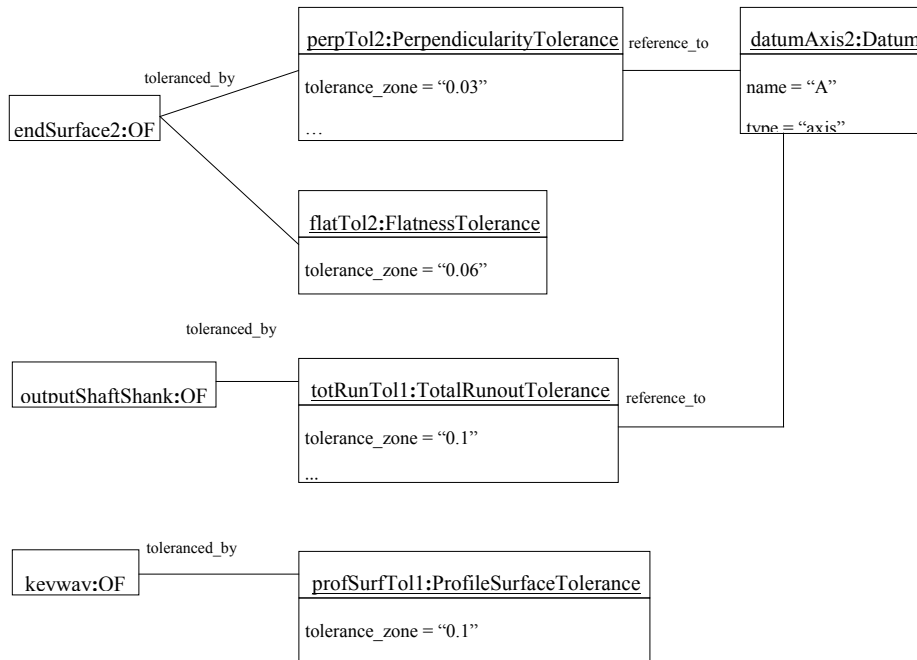 perpTol2:PerpendicularityTolerance
reference_to
datumAxis2:Datum
toleranced_by
tolerance_zone = “0.03”
…
name = “A”
type = “axis”
endSurface2:OF
flatTol2:FlatnessTolerance
tolerance_zone = “0.06”
toleranced_by
outputShaftShank:OF
totRunTol1:TotalRunoutTolerance
reference_to
tolerance_zone = “0.1”
...
toleranced_by
keyway:OF
profSurfTol1:ProfileSurfaceTolerance
tolerance_zone = “0.1”